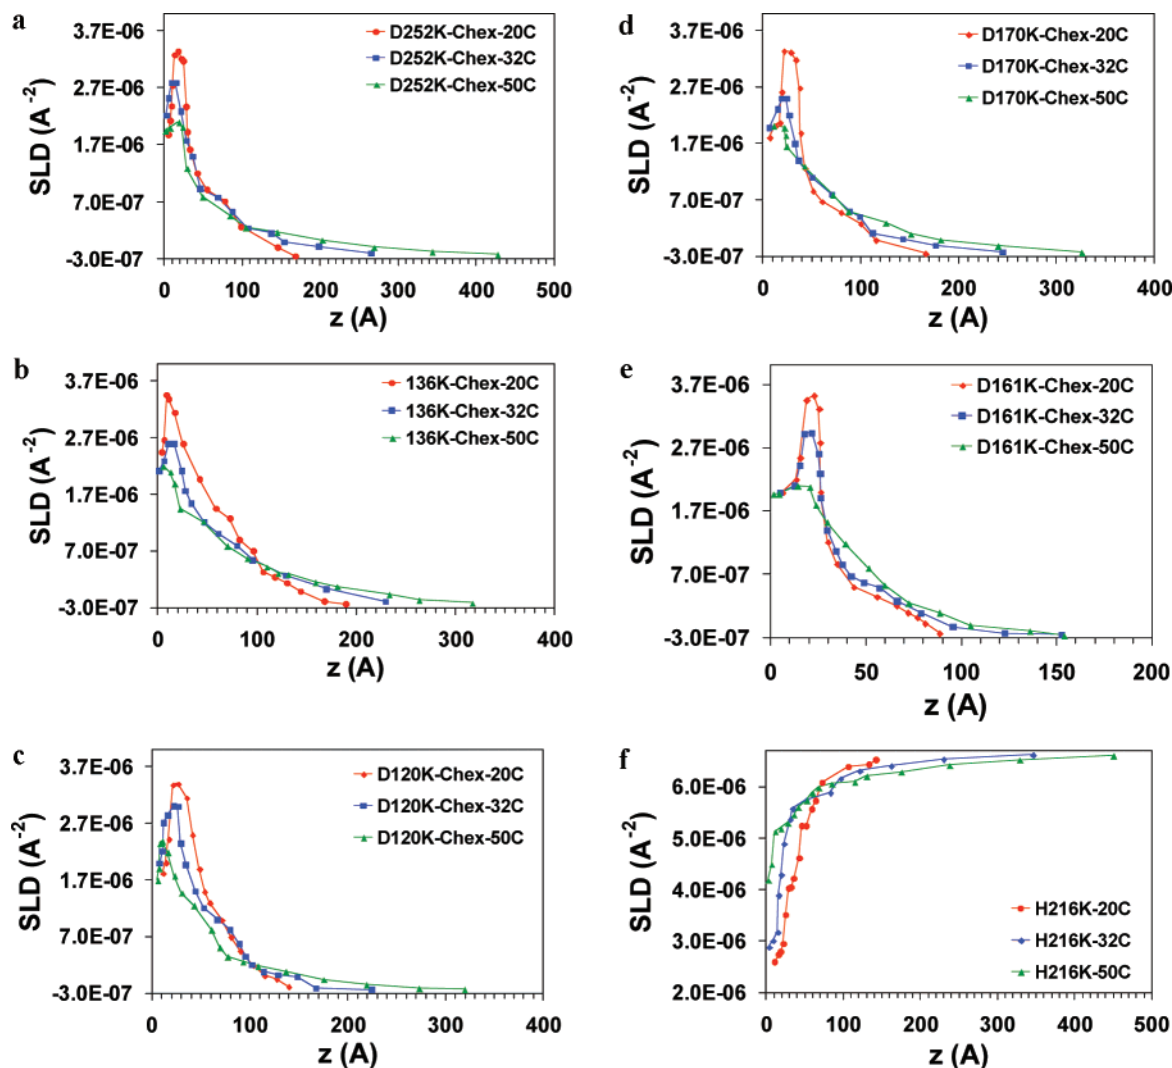 a
SLD (A-2)
3.7E-06
2.7E-06
1.7E-06
7.0E-07
-3.0E-07
D252K-Chex-20C
D252K-Chex-32C
D252K-Chex-50C
0 100 200 300 400 500
z (A)
b
SLD (A-2)
3.7E-06
2.7E-06
1.7E-06
7.0E-07
-3.0E-07
136K-Chex-20C
136K-Chex-32C
136K-Chex-50C
0 100 200 300 400
z (A)
c
SLD (A-2)
3.7E-06
2.7E-06
1.7E-06
7.0E-07
-3.0E-07
D120K-Chex-20C
D120K-Chex-32C
D120K-Chex-50C
0 100 200 300 400
z (A)
d
SLD (A-2)
3.7E-06
2.7E-06
1.7E-06
7.0E-07
-3.0E-07
D170K-Chex-20C
D170K-Chex-32C
D170K-Chex-50C
0 100 200 300 400
z (A)
e
SLD (A-2)
3.7E-06
2.7E-06
1.7E-06
7.0E-07
-3.0E-07
D161K-Chex-20C
D161K-Chex-32C
D161K-Chex-50C
0 50 100 150 200
z (A)
f
SLD (A-2)
6.0E-06
5.0E-06
4.0E-06
3.0E-06
2.0E-06
H216K-20C
H216K-32C
H216K-50C
0 100 200 300 400 500
z (A)